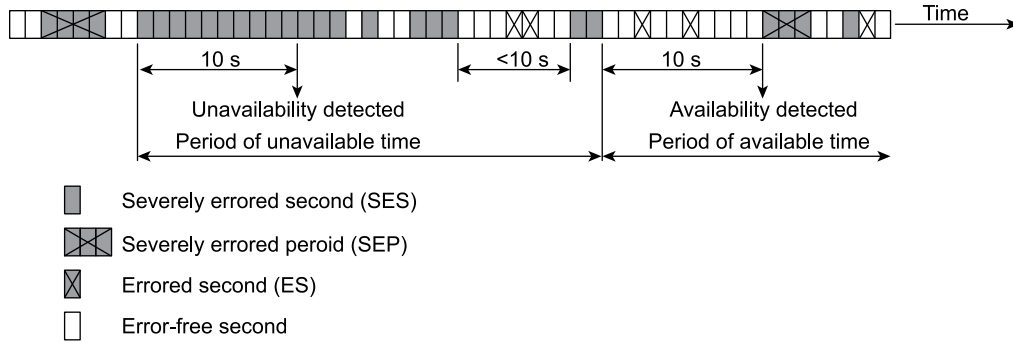 Time
10 s
<10 s
10 s
Unavailability detected
Availability detected
Period of unavailable time
Period of available time
Severely errored second (SES)
Severely errored peroid (SEP)
Errored second (ES)
Error-free second